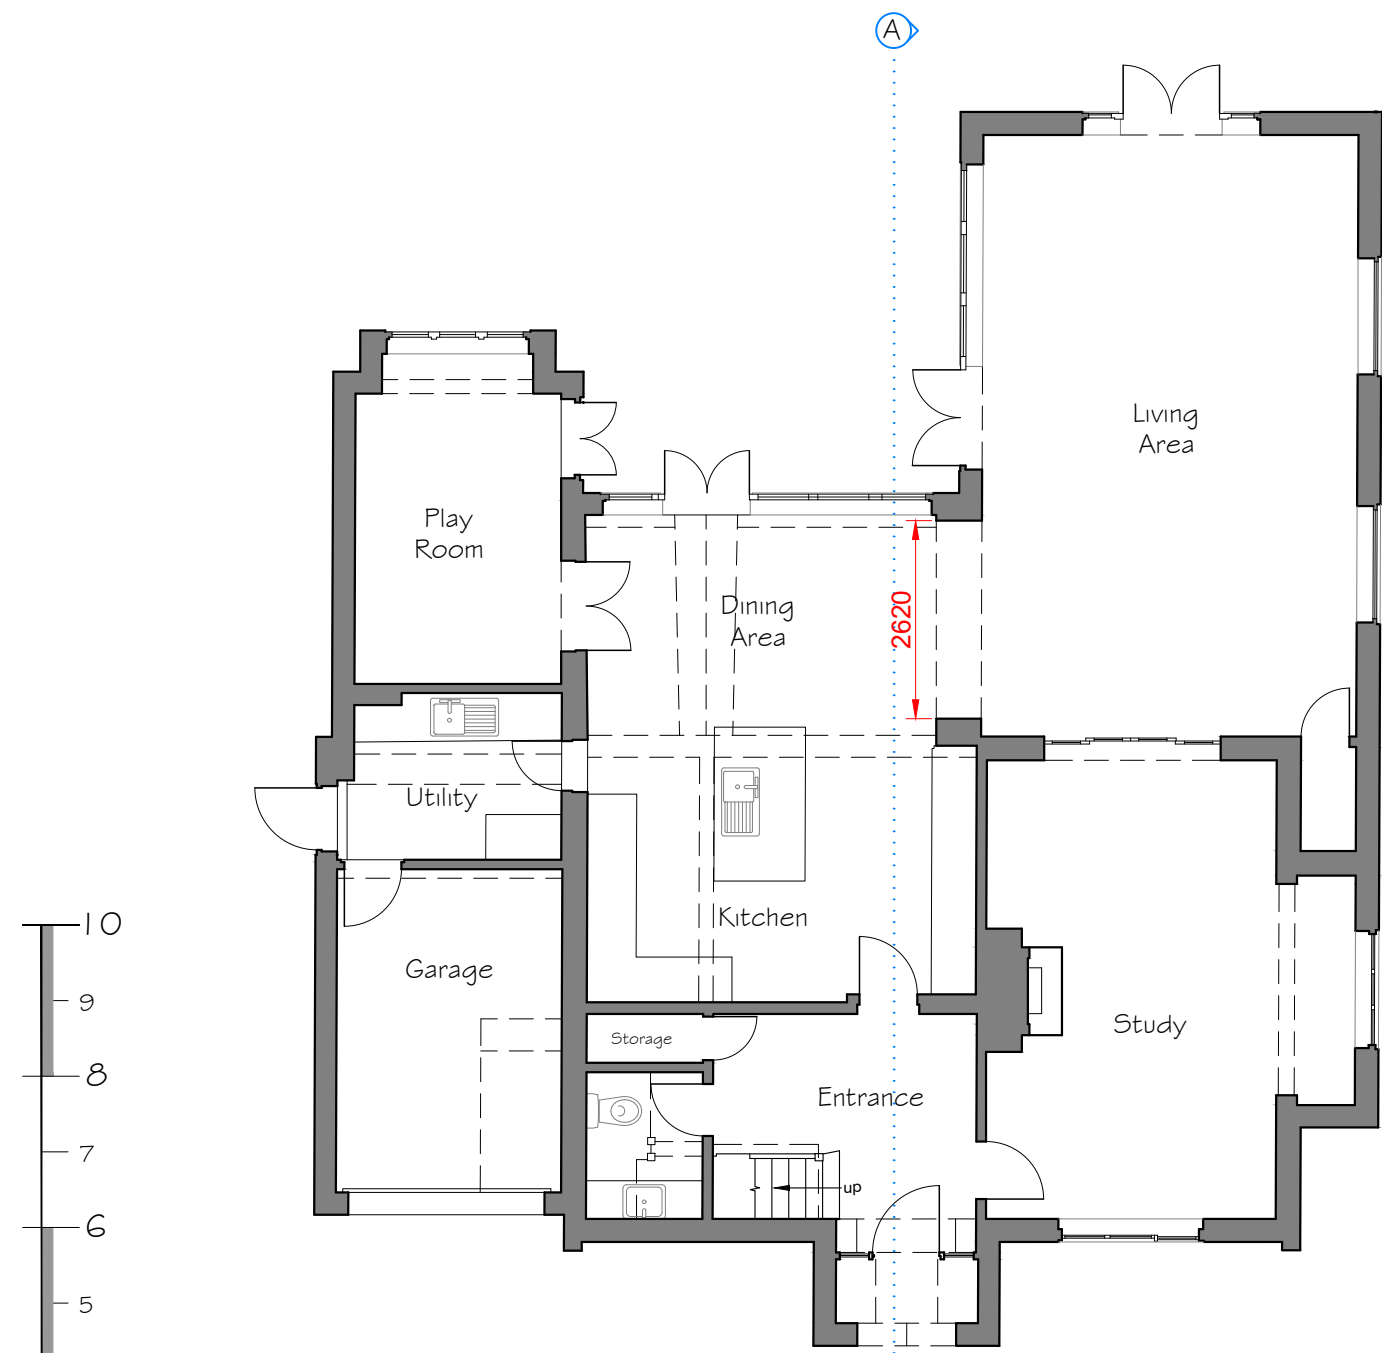 A
Living
Area
Play
Room
Dining
Area
2620
Utility
Kitchen
10
Garage
9
Study
Storage
8
Entrance
7
up
6
5